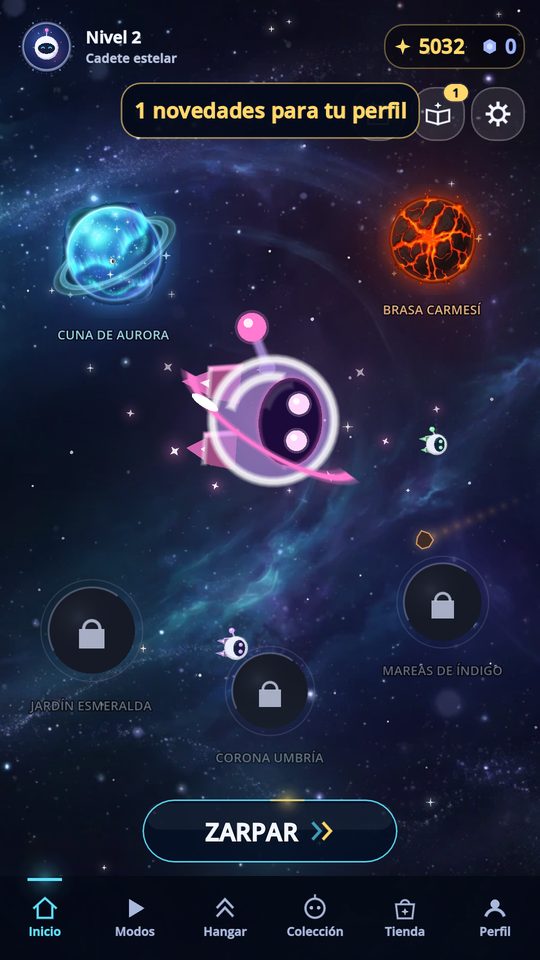 Nivel 2
Cadete estelar
5032
0
1 novedades para tu perfil
1
CUNA DE AURORA
BRASA CARMESÍ
JARDÍN ESMERALDA
MAREAS DE ÍNDIGO
CORONA UMBRÍA
ZARPAR
Inicio
Modos
Hangar
Colección
Tienda
Perfil